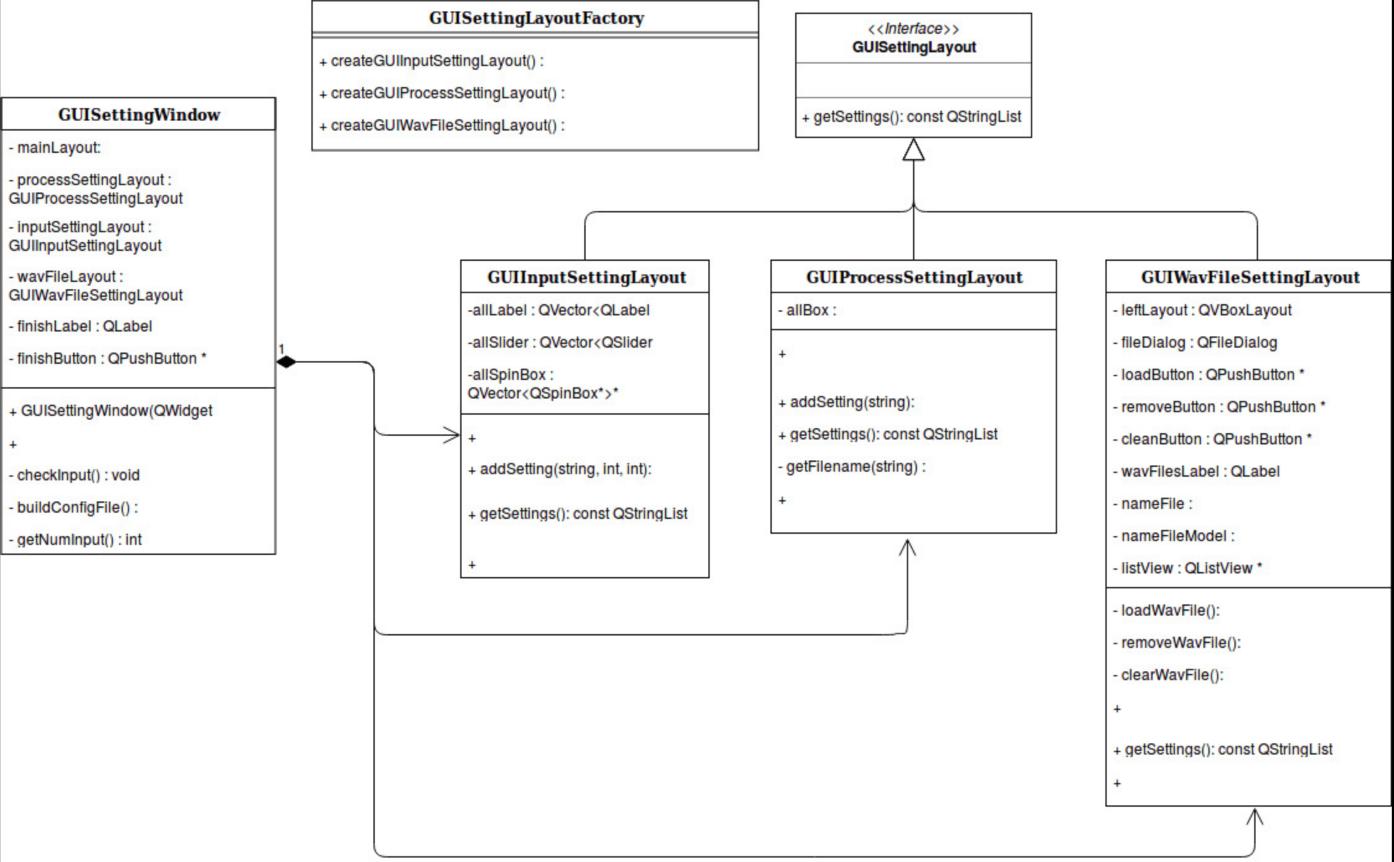 GUISettingLayoutFactory
+ createGUIInputSettingLayout() :
+ createGUIProcessSettingLayout() :
+ createGUIWavFileSettingLayout() :
<<Interface>>
GUISettingLayout
+ getSettings(): const QStringList
GUISettingWindow
- mainLayout:
- processSettingLayout :
GUIProcessSettingLayout
- inputSettingLayout :
GUIInputSettingLayout
- wavFileLayout :
GUIWavFileSettingLayout
- finishLabel : QLabel
- finishButton : QPushButton *
+ GUISettingWindow(QWidget
+
- checkInput() : void
- buildConfigFile() :
- getNumInput() : int
1
GUIInputSettingLayout
-allLabel : QVector<QLabel
-allSlider : QVector<QSlider
-allSpinBox :
QVector<QSpinBox*>*
+
+ addSetting(string, int, int):
+ getSettings(): const QStringList
+
GUIProcessSettingLayout
- allBox :
+
+ addSetting(string):
+ getSettings(): const QStringList
- getFilename(string) :
+
GUIWavFileSettingLayout
- leftLayout : QVBoxLayout
- fileDialog : QFileDialog
- loadButton : QPushButton *
- removeButton : QPushButton *
- cleanButton : QPushButton *
- wavFilesLabel : QLabel
- nameFile :
- nameFileModel :
- listView : QListView *
- loadWavFile():
- removeWavFile():
- clearWavFile():
+
+ getSettings(): const QStringList
+